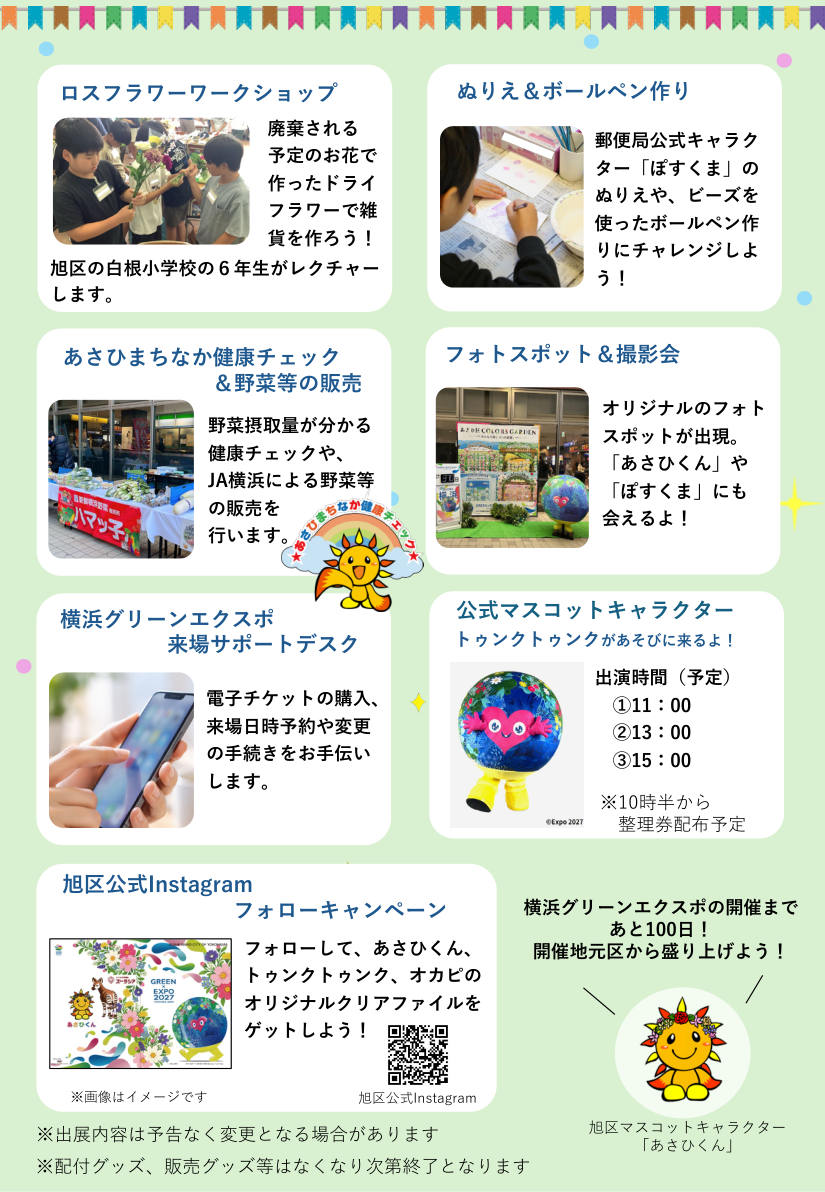 ロスフラワーワークショップ
廃棄される
予定のお花で
作ったドライ
フラワーで雑
貨を作ろう！
旭区の白根小学校の６年生がレクチャー
します。
ぬりえ＆ボールペン作り
郵便局公式キャラク
ター「ぽすくま」の
ぬりえや、ビーズを
使ったボールペン作
りにチャレンジしよ
う！
あさひまちなか健康チェック
＆野菜等の販売
野菜摂取量が分かる
健康チェックや、
JA横浜による野菜等
の販売を
行います。
ハマッ子
★あさひまちなか健康チェック★
フォトスポット＆撮影会
オリジナルのフォト
スポットが出現。
「あさひくん」や
「ぽすくま」にも
会えるよ！
COLORS GARDEN
横浜グリーンエクスポ
来場サポートデスク
電子チケットの購入、
来場日時予約や変更
の手続きをお手伝い
します。
公式マスコットキャラクター
トゥンクトゥンクがあそびに来るよ！
出演時間（予定）
①11：00
②13：00
③15：00
※10時半から
整理券配布予定
©Expo 2027
旭区公式Instagram
フォローキャンペーン
フォローして、あさひくん、
トゥンクトゥンク、オカピの
オリジナルクリアファイルを
ゲットしよう！
GREEN
EXPO
2027
あさひくん
※画像はイメージです
旭区公式Instagram
横浜グリーンエクスポの開催まで
あと100日！
開催地元区から盛り上げよう！
旭区マスコットキャラクター
「あさひくん」
※出展内容は予告なく変更となる場合があります
※配付グッズ、販売グッズ等はなくなり次第終了となります